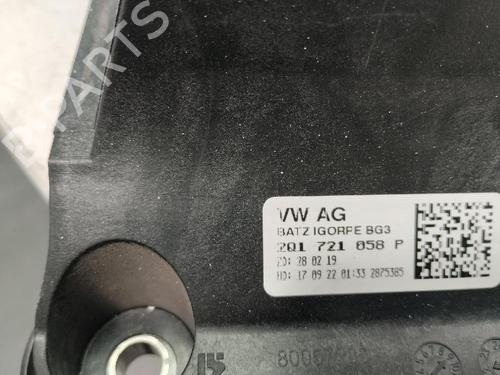 B-PARTS
VW AG
BATZ IGORRE BG3
2Q1 721 058 P
ZD: 28 02 19
HD: 17 09 22 01:33 2875385